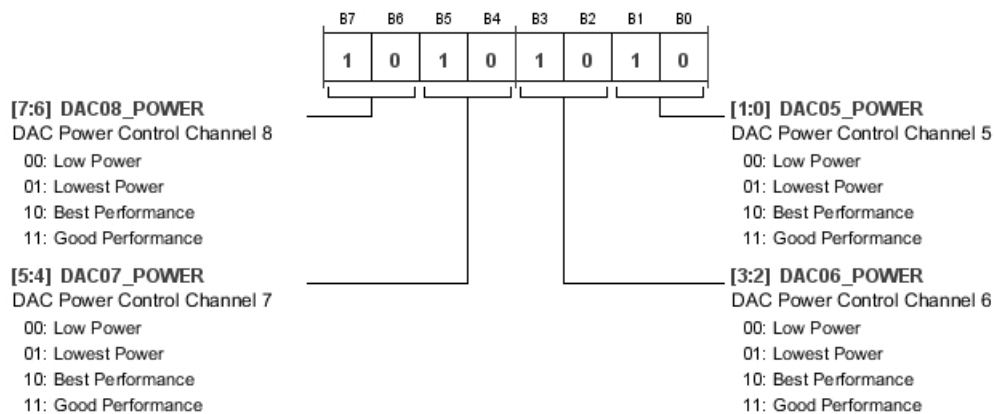 B7 B6 B5 B4 B3 B2 B1 B0
1 0 1 0 1 0 1 0
[7:6] DAC08_POWER
DAC Power Control Channel 8
00: Low Power
01: Lowest Power
10: Best Performance
11: Good Performance
[5:4] DAC07_POWER
DAC Power Control Channel 7
00: Low Power
01: Lowest Power
10: Best Performance
11: Good Performance
[1:0] DAC05_POWER
DAC Power Control Channel 5
00: Low Power
01: Lowest Power
10: Best Performance
11: Good Performance
[3:2] DAC06_POWER
DAC Power Control Channel 6
00: Low Power
01: Lowest Power
10: Best Performance
11: Good Performance